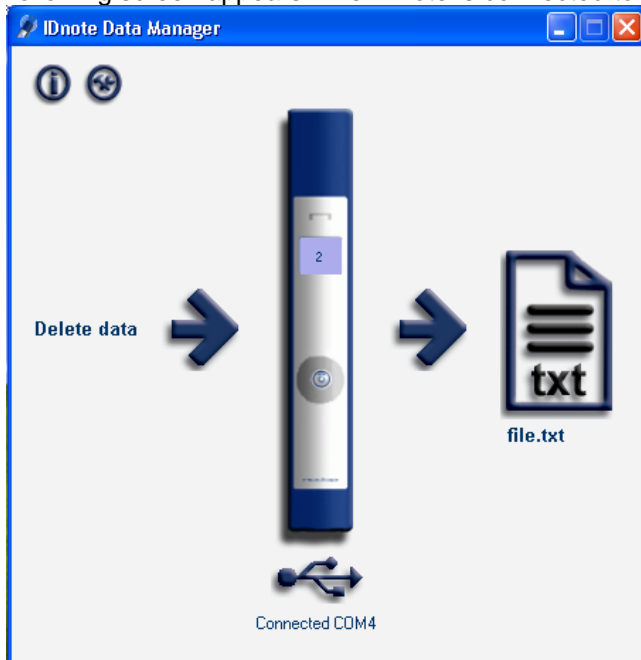 IDnote Data Manager
2
Delete data
txt
file.txt
Connected COM4